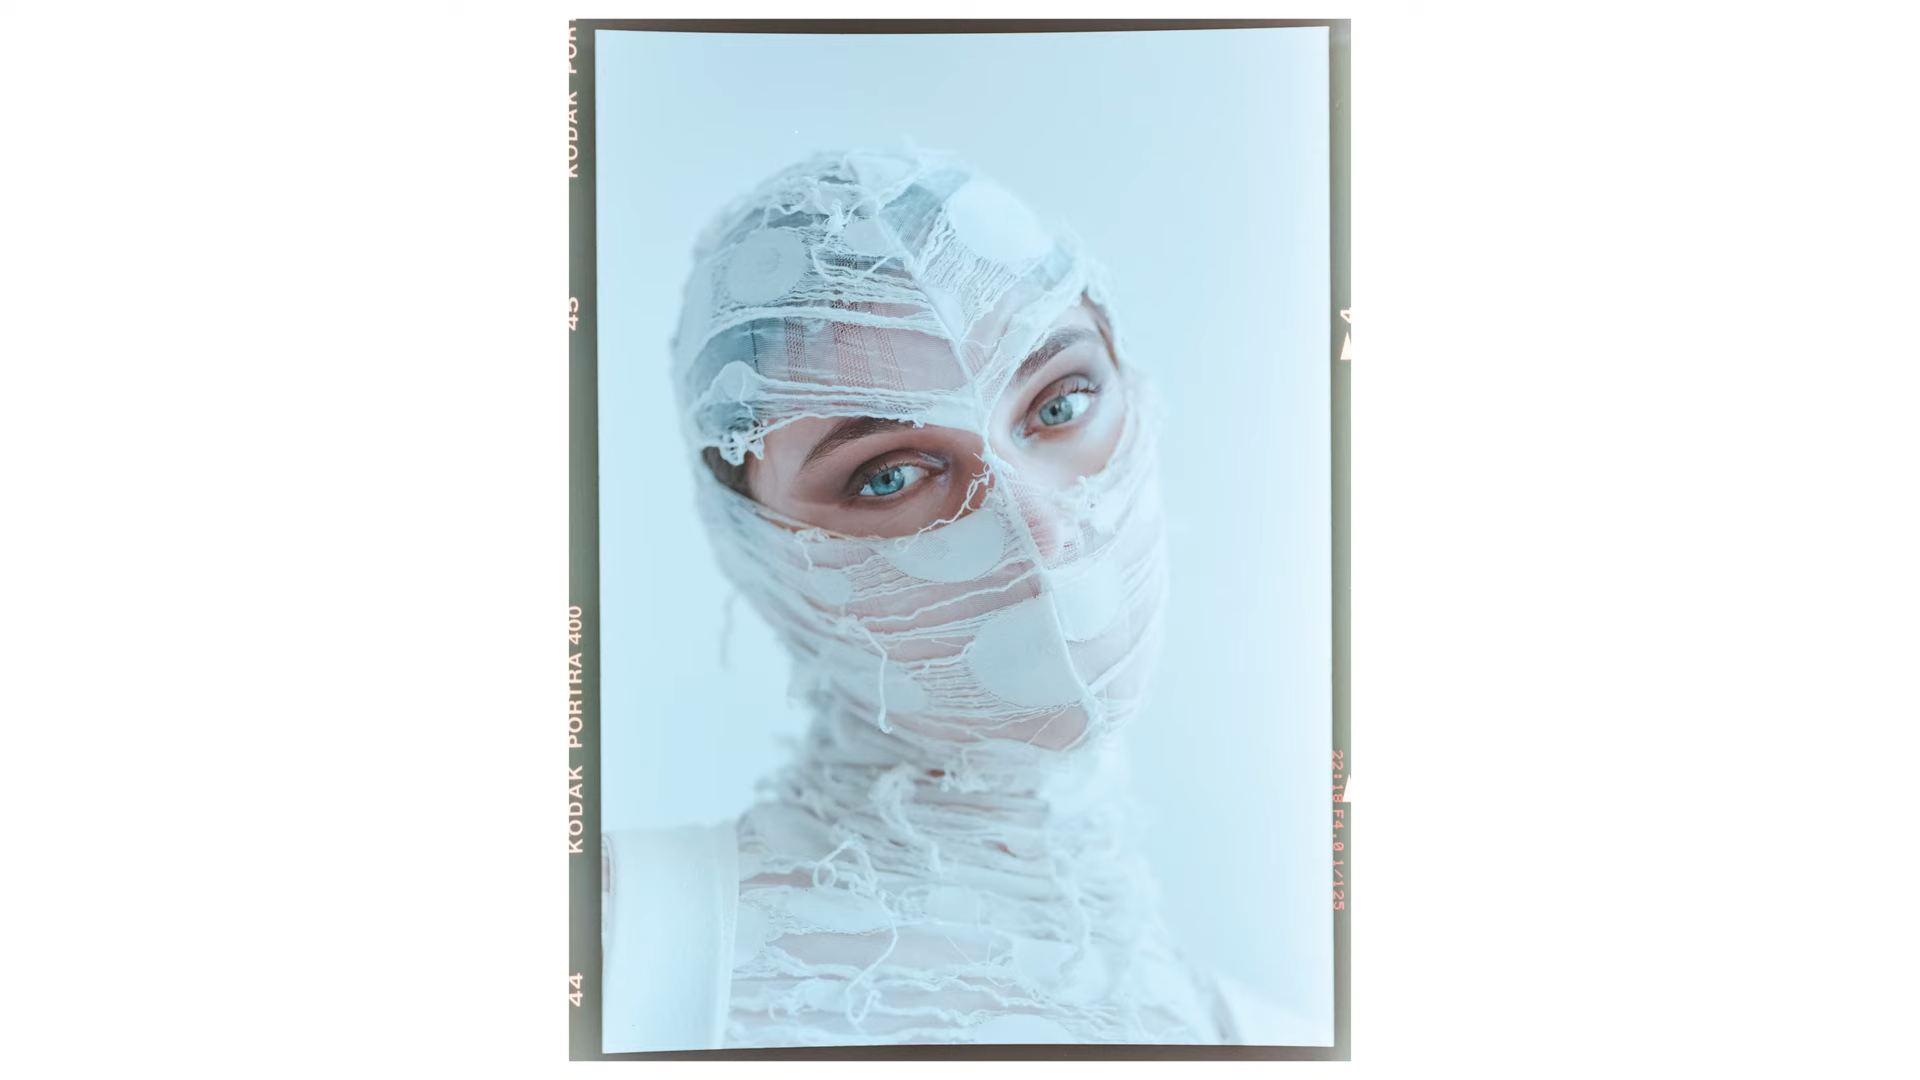 KODAK POR
45
KODAK PORTRA 400
44
22:18 F4.0 1/125